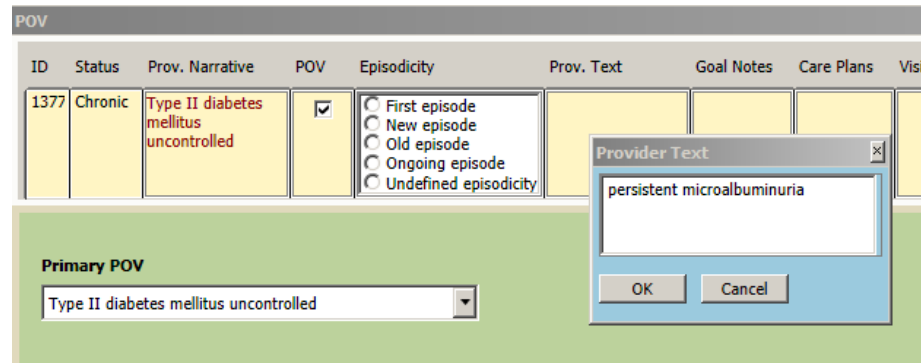 POV
ID Status Prov. Narrative POV Episodicity Prov. Text Goal Notes Care Plans
1377 Chronic Type II diabetes
mellitus
uncontrolled
First episode
New episode
Old episode
Ongoing episode
Undefined episodicity
Provider Text
persistent microalbuminuria
OK Cancel
Primary POV
Type II diabetes mellitus uncontrolled